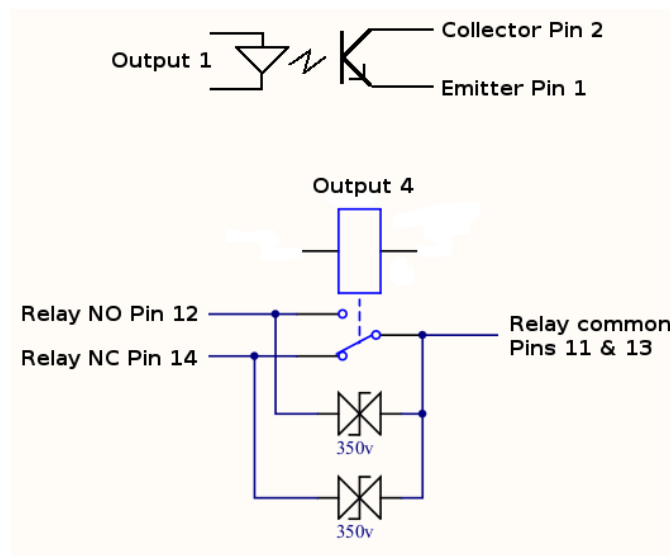 Collector Pin 2
Output 1
Emitter Pin 1
Output 4
Relay NO Pin 12
Relay common
Pins 11 & 13
Relay NC Pin 14
350v
350v